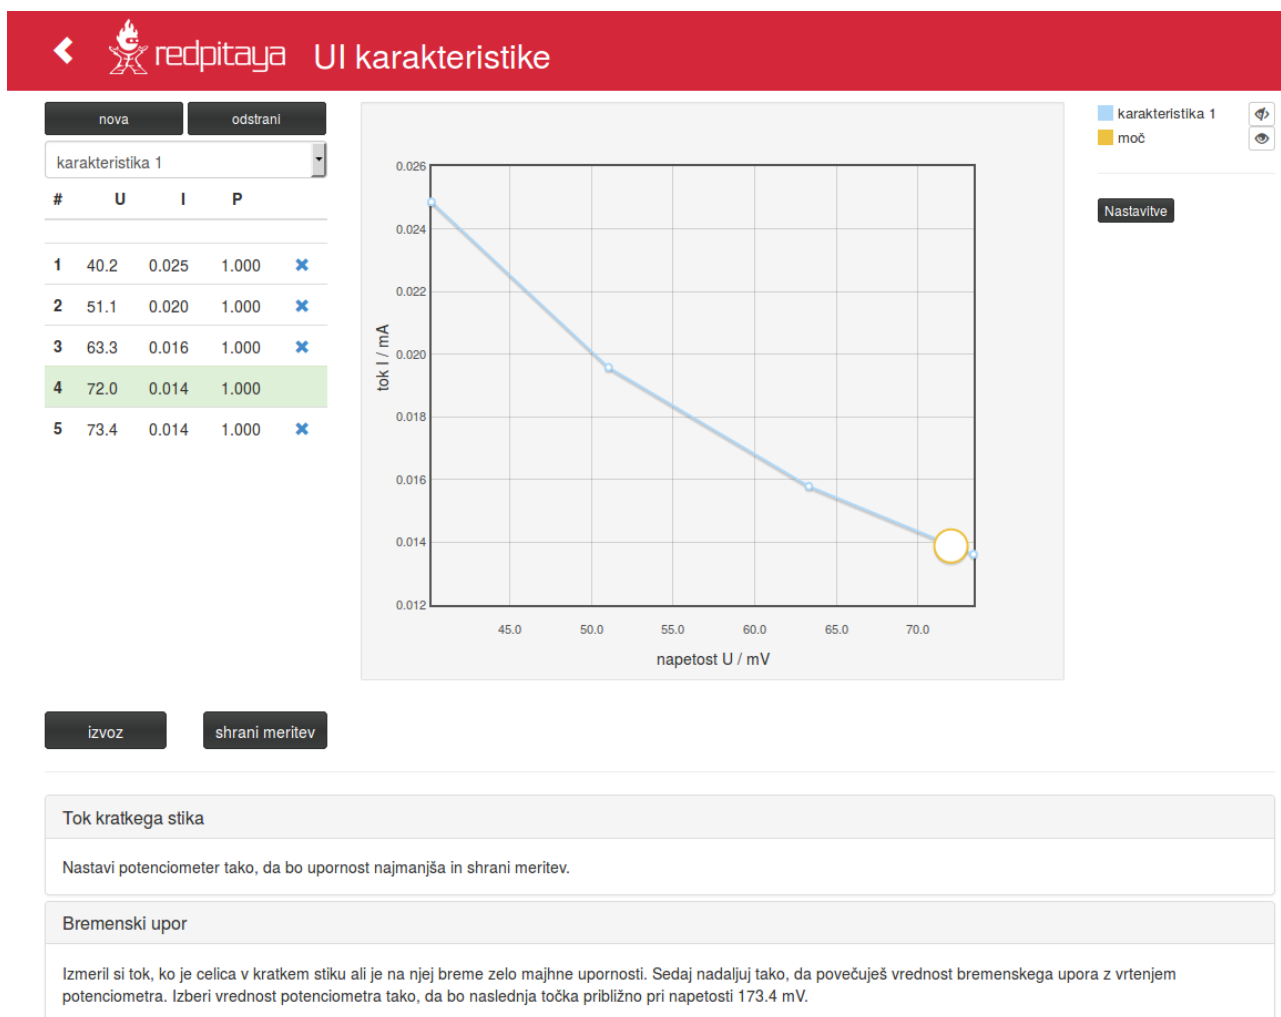 redpitaya UI karakteristike
nova odstrani
karakteristika 1
# U I P
1 40.2 0.025 1.000
2 51.1 0.020 1.000
3 63.3 0.016 1.000
4 72.0 0.014 1.000
5 73.4 0.014 1.000
0.026
0.024
0.022
0.020
0.018
0.016
0.014
0.012
tok I / mA
45.0 50.0 55.0 60.0 65.0 70.0
napetost U / mV
karakteristika 1
moč
Nastavitve
izvoz shrani meritev
Tok kratkega stika
Nastavi potenciometer tako, da bo upornost najmanjša in shrani meritev.
Bremenski upor
Izmeril si tok, ko je celica v kratkem stiku ali je na njej breme zelo majhne upornosti. Sedaj nadaljuj tako, da povečuješ vrednost bremenskega upora z vrtenjem
potenciometra. Izberi vrednost potenciometra tako, da bo naslednja točka približno pri napetosti 173.4 mV.